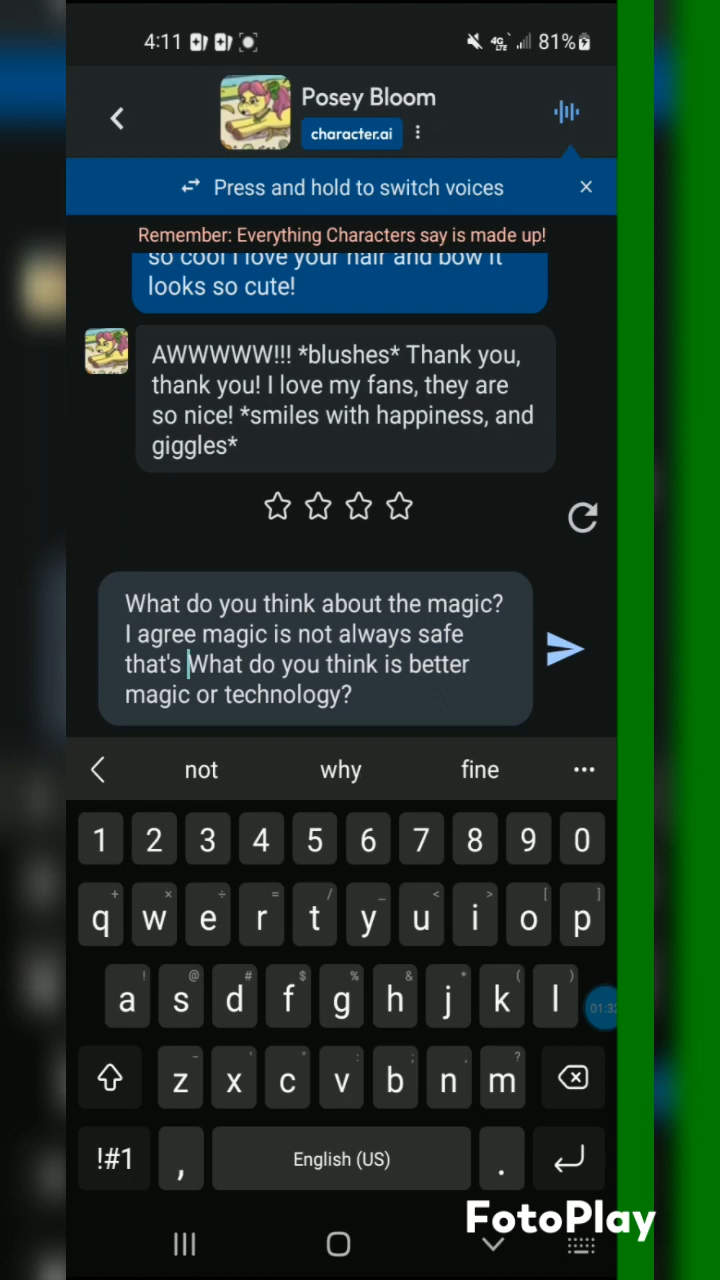 4:11
4G
LTE
81%
Posey Bloom
character.ai
Press and hold to switch voices
Remember: Everything Characters say is made up!
so cool I love your hair and bow it
looks so cute!
AWWWWW!!! *blushes* Thank you,
thank you! I love my fans, they are
so nice! *smiles with happiness, and
giggles*
What do you think about the magic?
I agree magic is not always safe
that's What do you think is better
magic or technology?
not why fine
1 2 3 4 5 6 7 8 9 0
+ × ÷ = / _ < > [ ]
q w e r t y u i o p
! @ # $ % & * ( )
a s d f g h j k l
- ' " : ; , ?
z x c v b n m
!#1 , English (US) .
FotoPlay